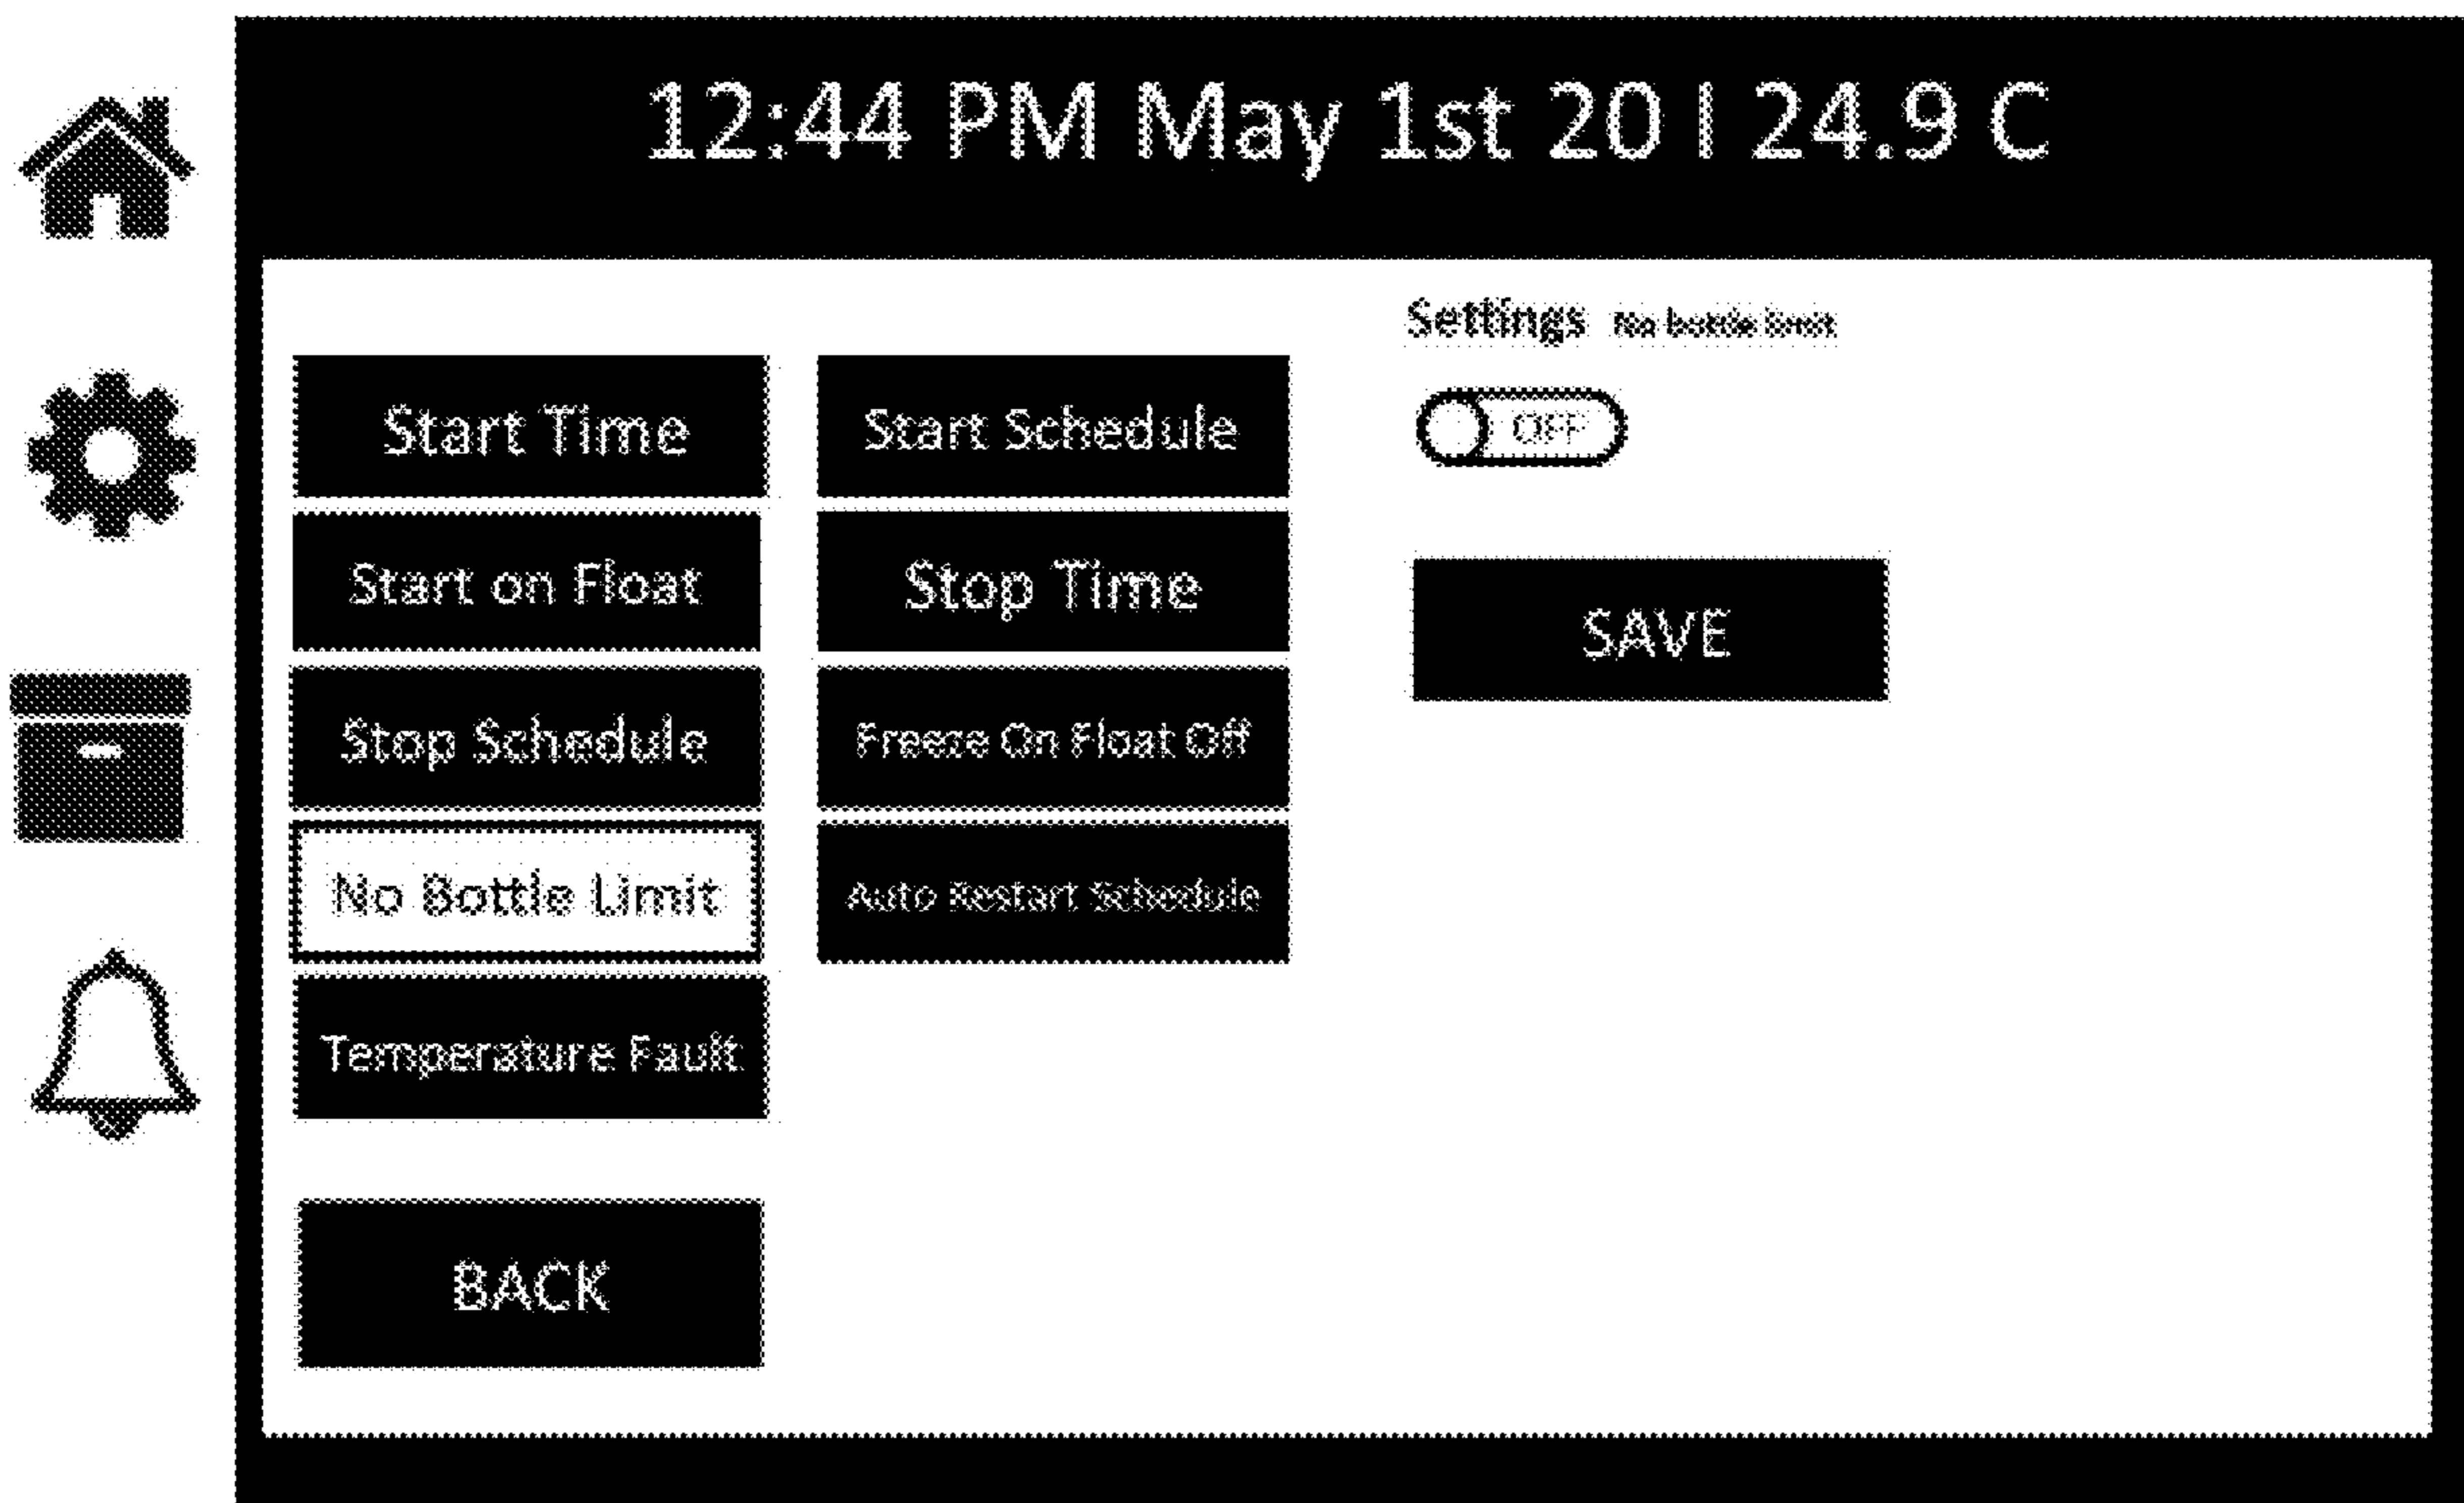 12:44 PM May 1st 20 | 24.9 C
Settings No bottle limit
Start Time Start Schedule
OFF
Start on Float Stop Time
SAVE
Stop Schedule Freeze On Float Off
No Bottle Limit Auto Restart Schedule
Temperature Fault
BACK